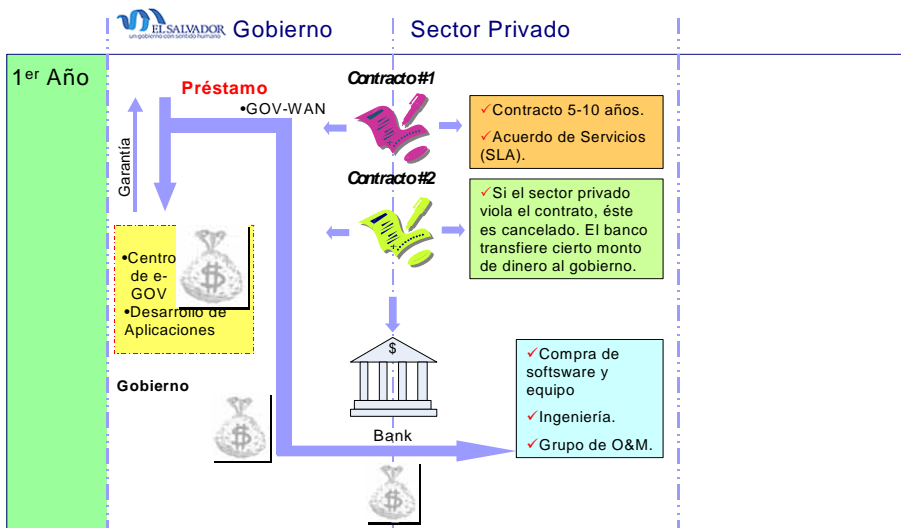 EL SALVADOR
un gobierno con sentido humano
Gobierno
Sector Privado
1er Año
Préstamo
•GOV-WAN
Garantía
Contracto #1
✓Contracto 5-10 años.
✓Acuerdo de Servicios
(SLA).
Contracto #2
✓Si el sector privado
viola el contrato, éste
es cancelado. El banco
transfiere cierto monto
de dinero al gobierno.
•Centro
de e-
GOV
•Desarrollo de
Aplicaciones
$
$
Gobierno
$
Bank
$
✓Compra de
softsware y
equipo
✓Ingeniería.
✓Grupo de O&M.